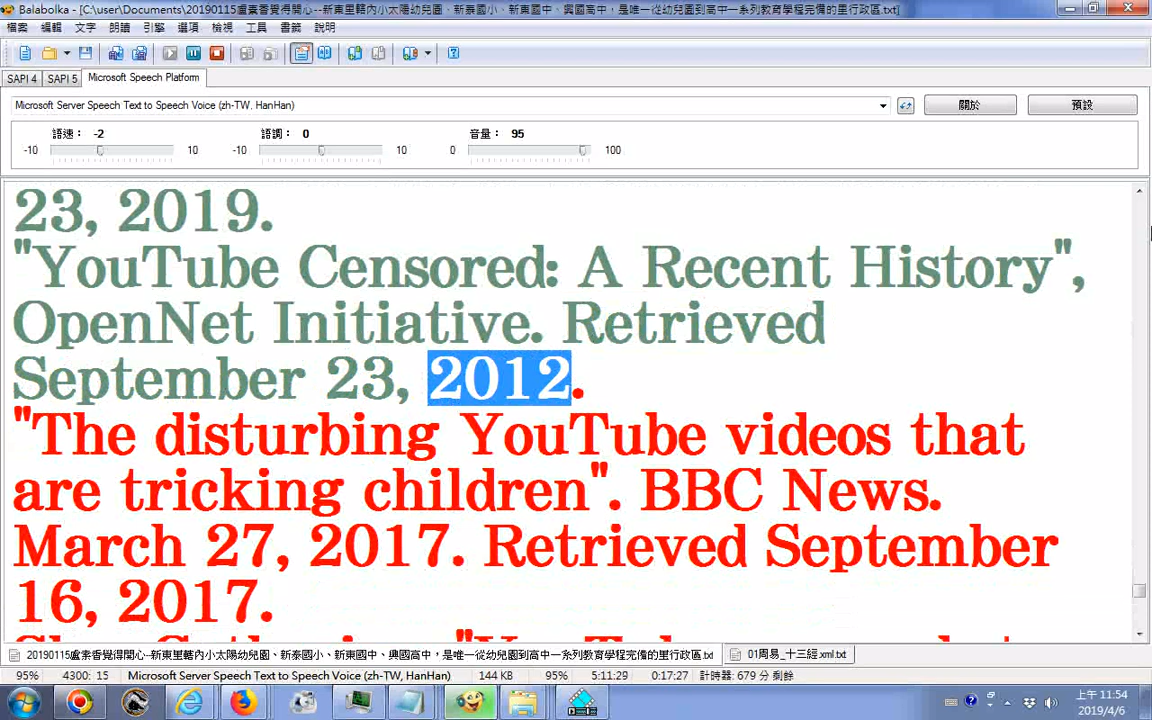 Balabolka - [C:\user\Documents\20190115盧素香覺得開心--新東里轄內小太陽幼兒園、新泰國小、新東國中、興國高中，是唯一從幼兒園到高中一系列教育學程完備的里行政區.txt]
檔案 編輯 文字 朗讀 引擎 選項 檢視 工具 書籤 說明
SAPI 4 SAPI 5 Microsoft Speech Platform
Microsoft Server Speech Text to Speech Voice (zh-TW, HanHan) 關於 預設
語速： -2 語調： 0 音量： 95
-10 10 -10 10 0 100
23, 2019.
"YouTube Censored: A Recent History",
OpenNet Initiative. Retrieved
September 23, 2012.
"The disturbing YouTube videos that
are tricking children". BBC News.
March 27, 2017. Retrieved September
16, 2017.
20190115盧素香覺得開心--新東里轄內小太陽幼兒園、新泰國小、新東國中、興國高中，是唯一從幼兒園到高中一系列教育學程完備的里行政區.txt 01周易_十三經.xml.txt
95% 4300: 15 Microsoft Server Speech Text to Speech Voice (zh-TW, HanHan) 144 KB 95% 5:11:29 0:17:27 計時器: 679 分 剩餘
上午 11:54
2019/4/6